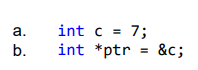 a. int c = 7;
b. int *ptr = &c;